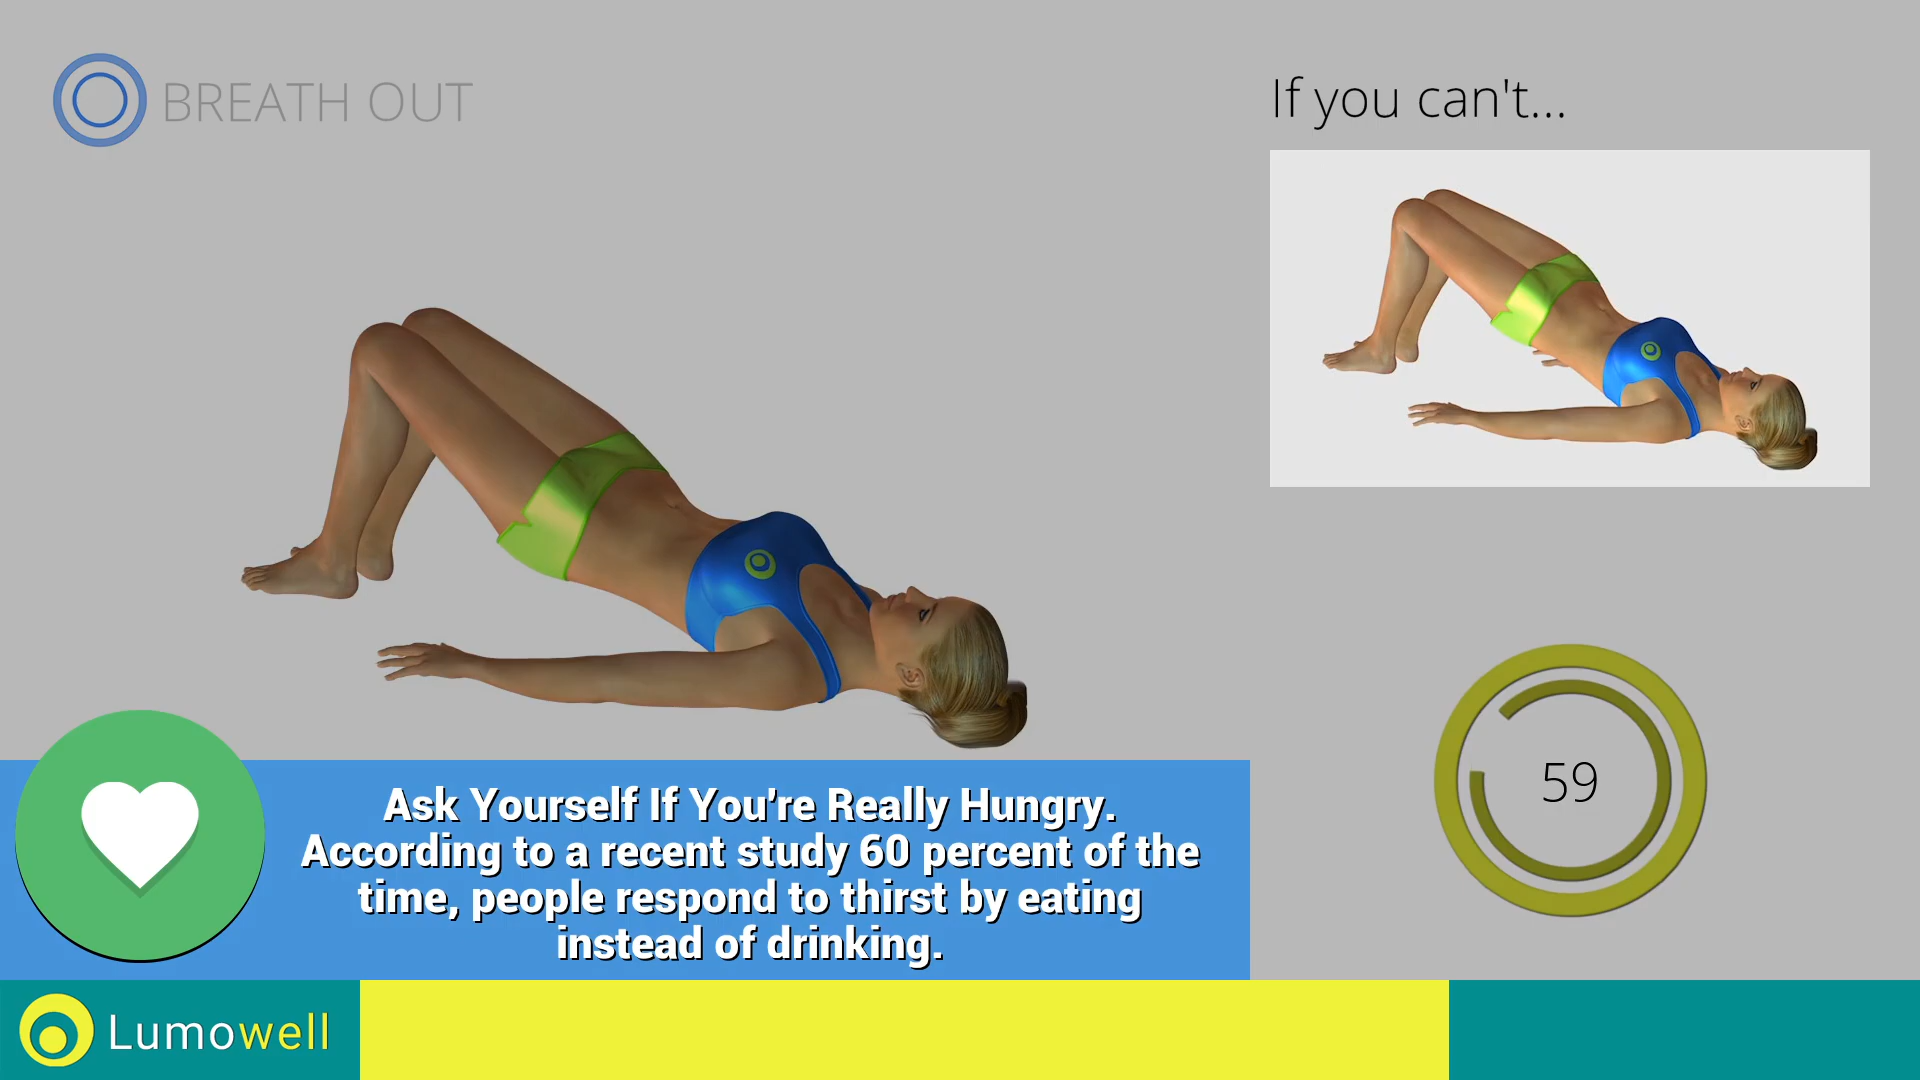 BREATH OUT
If you can't...
59
Ask Yourself If You're Really Hungry.
According to a recent study 60 percent of the
time, people respond to thirst by eating
instead of drinking.
Lumowell